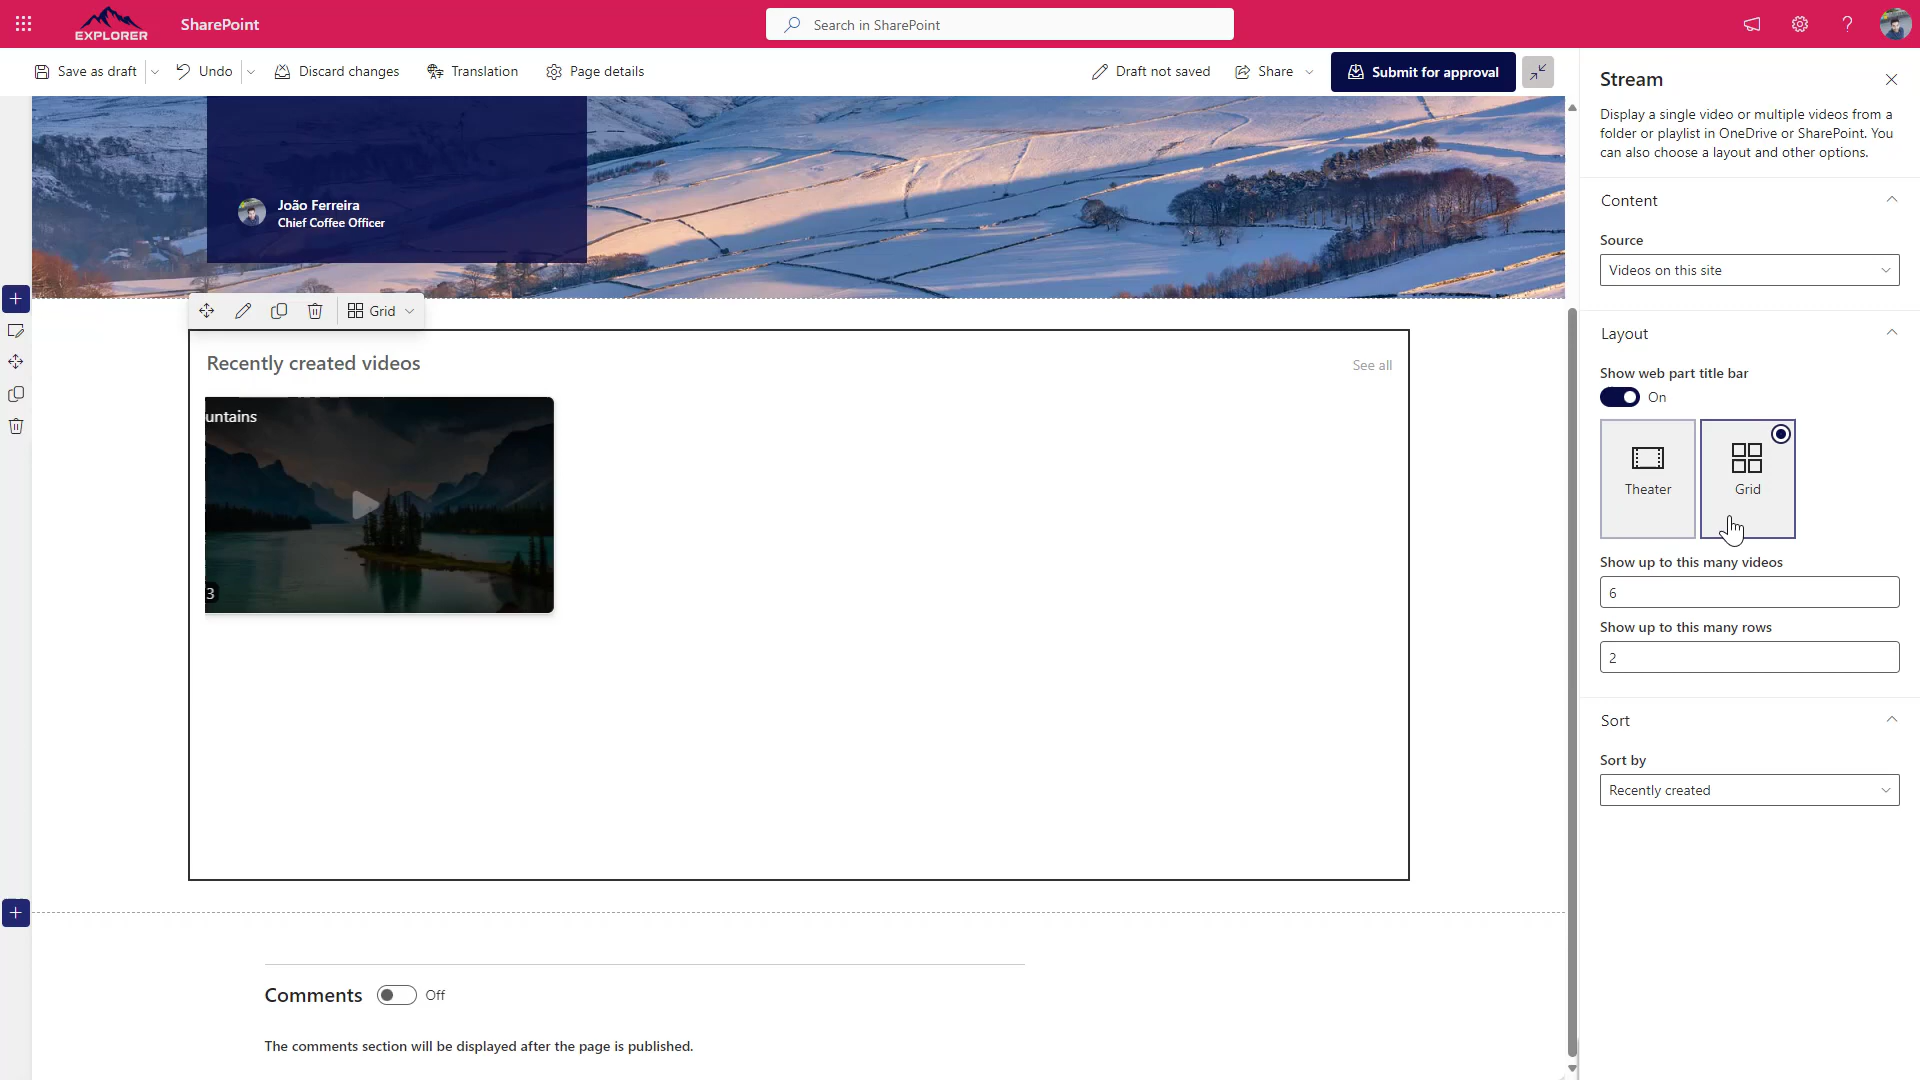 EXPLORER
SharePoint
Search in SharePoint
Save as draft
Undo
Discard changes
Translation
Page details
Draft not saved
Share
Submit for approval
João Ferreira
Chief Coffee Officer
Grid
Recently created videos
See all
untains
3
Comments
Off
The comments section will be displayed after the page is published.
Stream
Display a single video or multiple videos from a
folder or playlist in OneDrive or SharePoint. You
can also choose a layout and other options.
Content
Source
Videos on this site
Layout
Show web part title bar
On
Theater
Grid
Show up to this many videos
6
Show up to this many rows
2
Sort
Sort by
Recently created